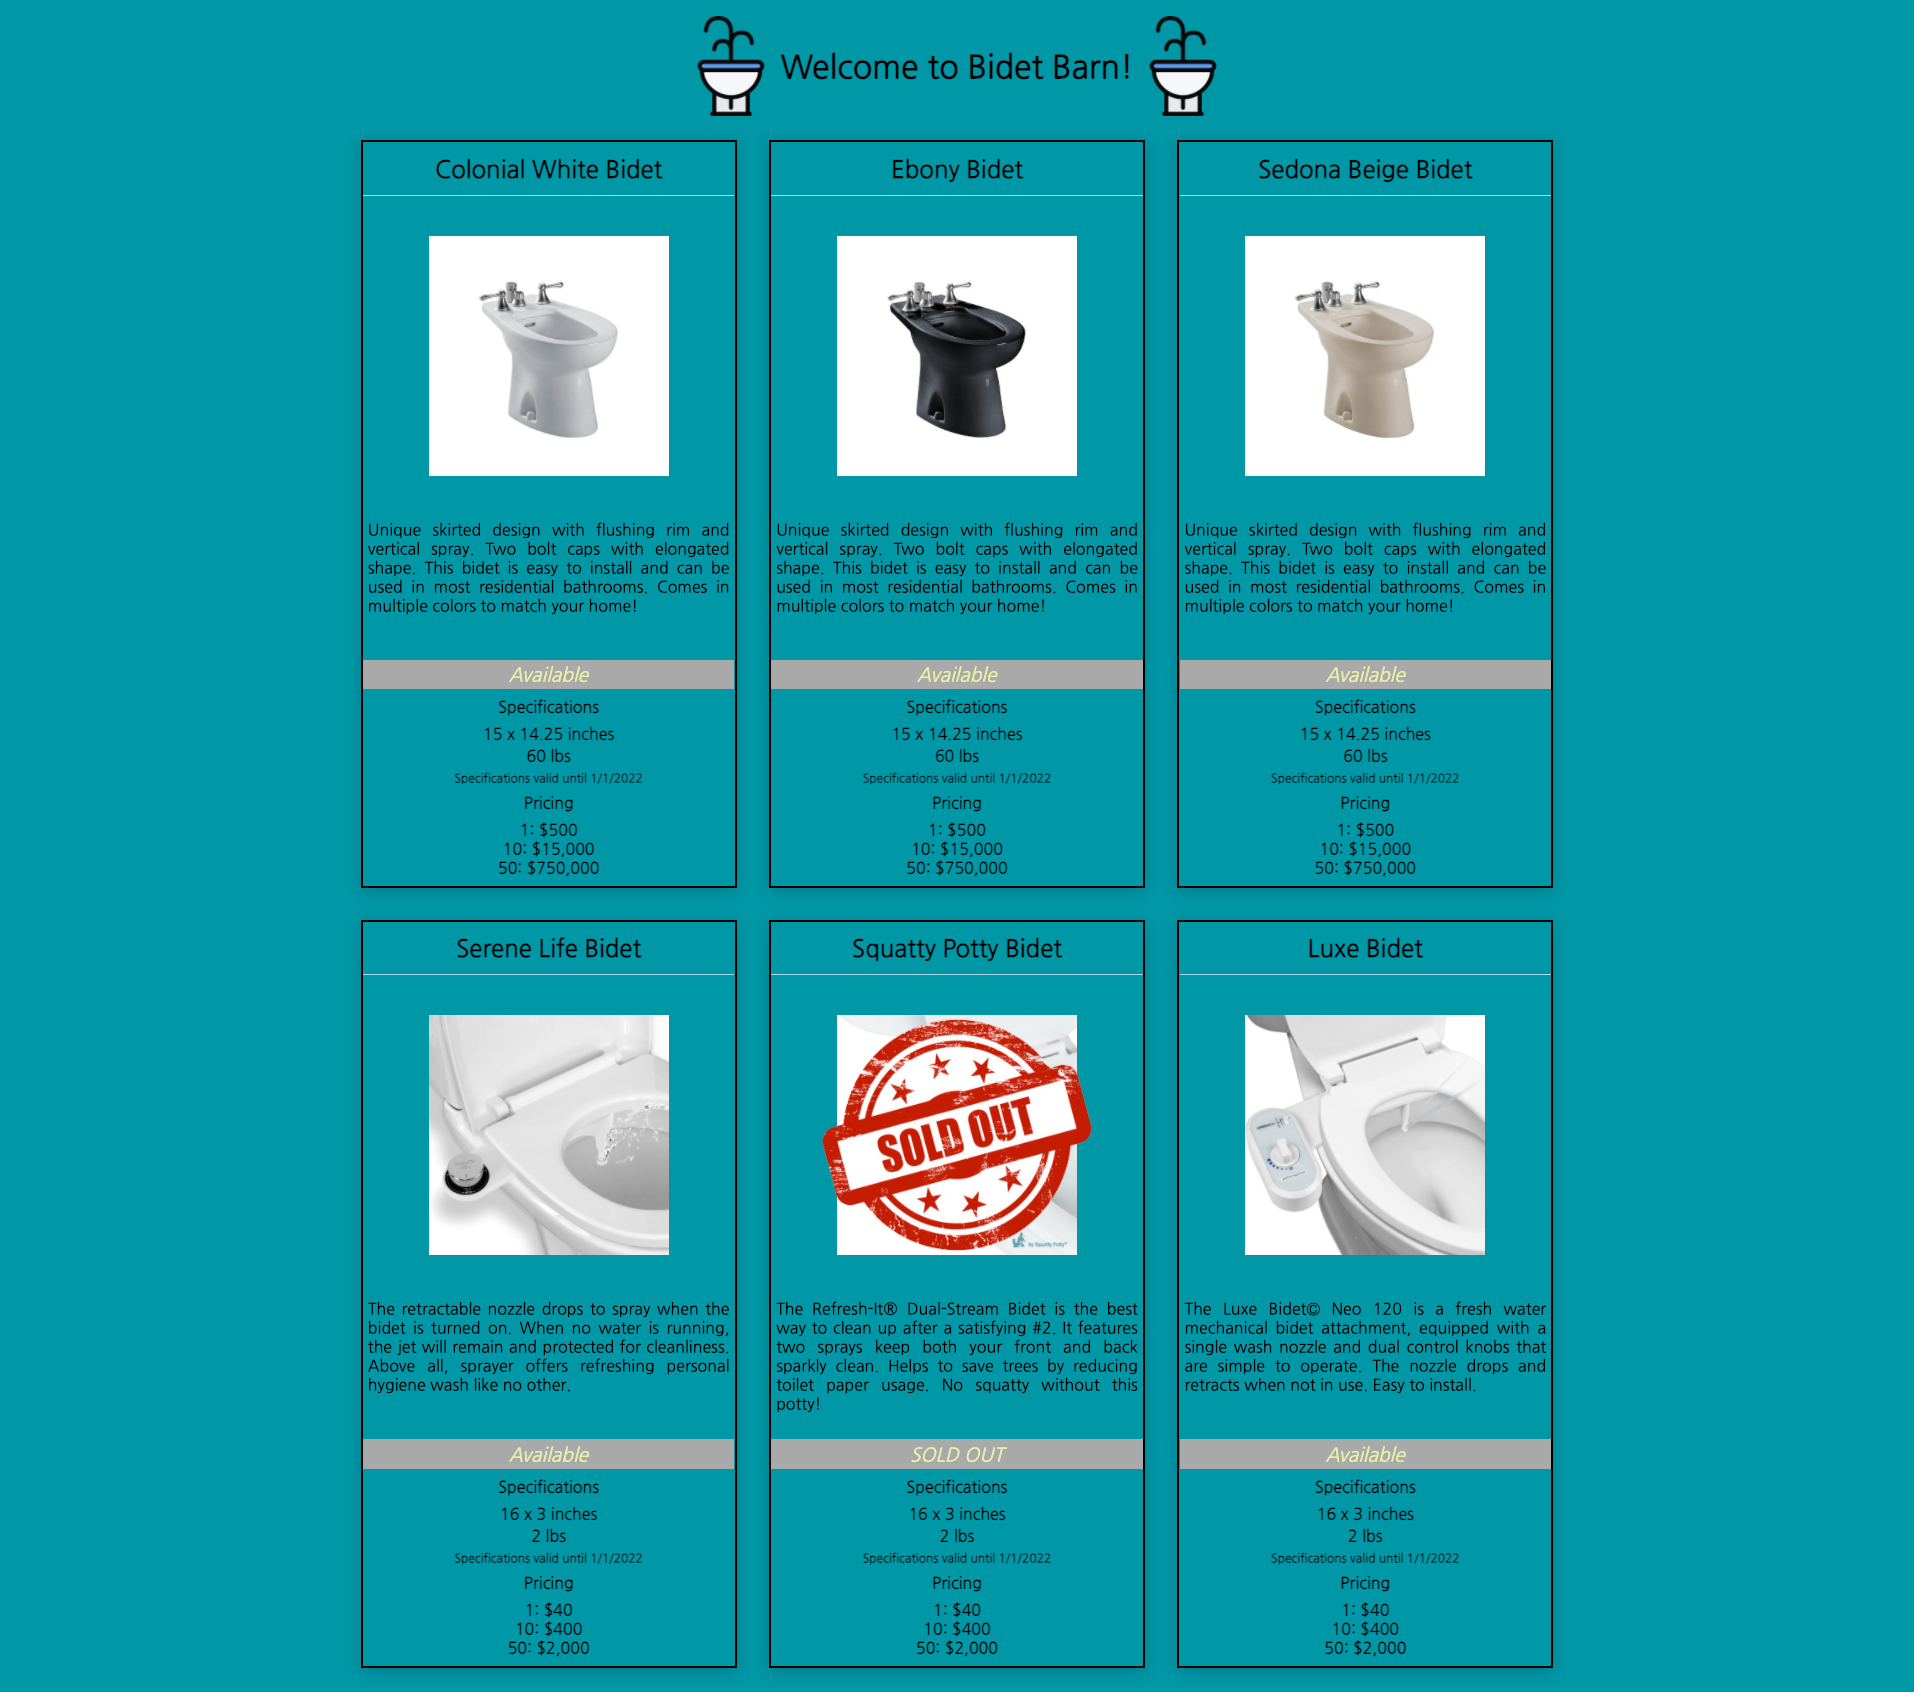 Welcome to Bidet Barn!
Colonial White Bidet
Unique skirted design with flushing rim and
vertical spray. Two bolt caps with elongated
shape. This bidet is easy to install and can be
used in most residential bathrooms. Comes in
multiple colors to match your home!
Available
Specifications
15 x 14.25 inches
60 lbs
Specifications valid until 1/1/2022
Pricing
1: $500
10: $15,000
50: $750,000
Ebony Bidet
Unique skirted design with flushing rim and
vertical spray. Two bolt caps with elongated
shape. This bidet is easy to install and can be
used in most residential bathrooms. Comes in
multiple colors to match your home!
Available
Specifications
15 x 14.25 inches
60 lbs
Specifications valid until 1/1/2022
Pricing
1: $500
10: $15,000
50: $750,000
Sedona Beige Bidet
Unique skirted design with flushing rim and
vertical spray. Two bolt caps with elongated
shape. This bidet is easy to install and can be
used in most residential bathrooms. Comes in
multiple colors to match your home!
Available
Specifications
15 x 14.25 inches
60 lbs
Specifications valid until 1/1/2022
Pricing
1: $500
10: $15,000
50: $750,000
Serene Life Bidet
The retractable nozzle drops to spray when the
bidet is turned on. When no water is running,
the jet will remain and protected for cleanliness.
Above all, sprayer offers refreshing personal
hygiene wash like no other.
Available
Specifications
16 x 3 inches
2 lbs
Specifications valid until 1/1/2022
Pricing
1: $40
10: $400
50: $2,000
Squatty Potty Bidet
SOLD OUT
by Squatty Potty
The Refresh-It® Dual-Stream Bidet is the best
way to clean up after a satisfying #2. It features
two sprays keep both your front and back
sparkly clean. Helps to save trees by reducing
toilet paper usage. No squatty without this
potty!
SOLD OUT
Specifications
16 x 3 inches
2 lbs
Specifications valid until 1/1/2022
Pricing
1: $40
10: $400
50: $2,000
Luxe Bidet
The Luxe Bidet© Neo 120 is a fresh water
mechanical bidet attachment, equipped with a
single wash nozzle and dual control knobs that
are simple to operate. The nozzle drops and
retracts when not in use. Easy to install.
Available
Specifications
16 x 3 inches
2 lbs
Specifications valid until 1/1/2022
Pricing
1: $40
10: $400
50: $2,000